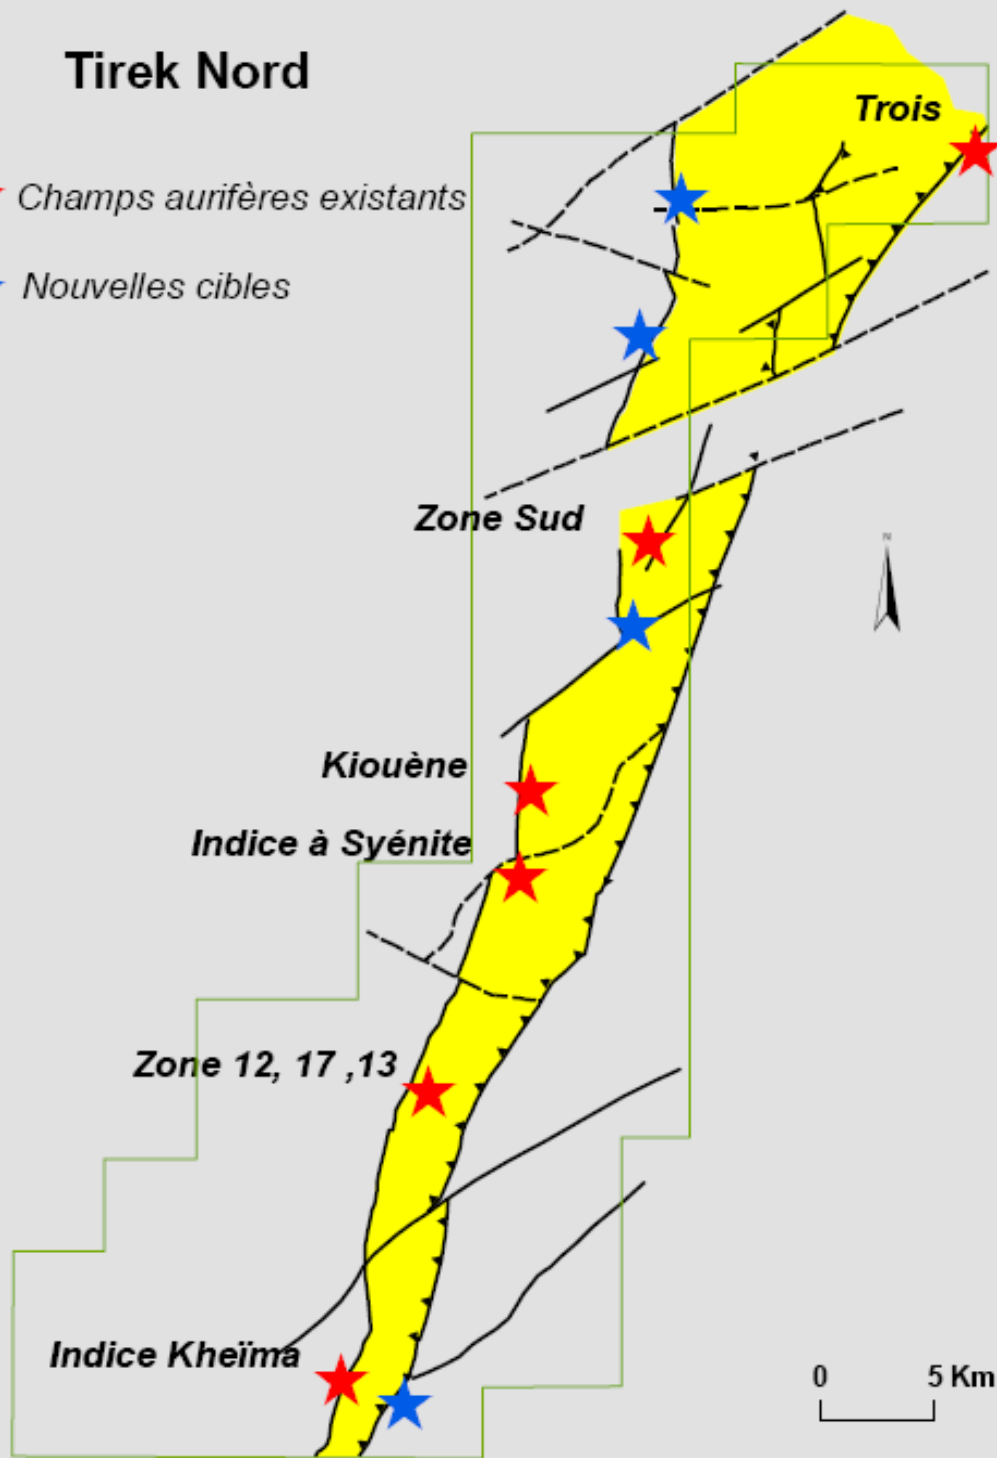 Tirek Nord
Trois
Champs aurifères existants
Nouvelles cibles
Zone Sud
N
Kiouène
Indice à Syénite
Zone 12, 17 ,13
Indice Kheïma
0 5 Km